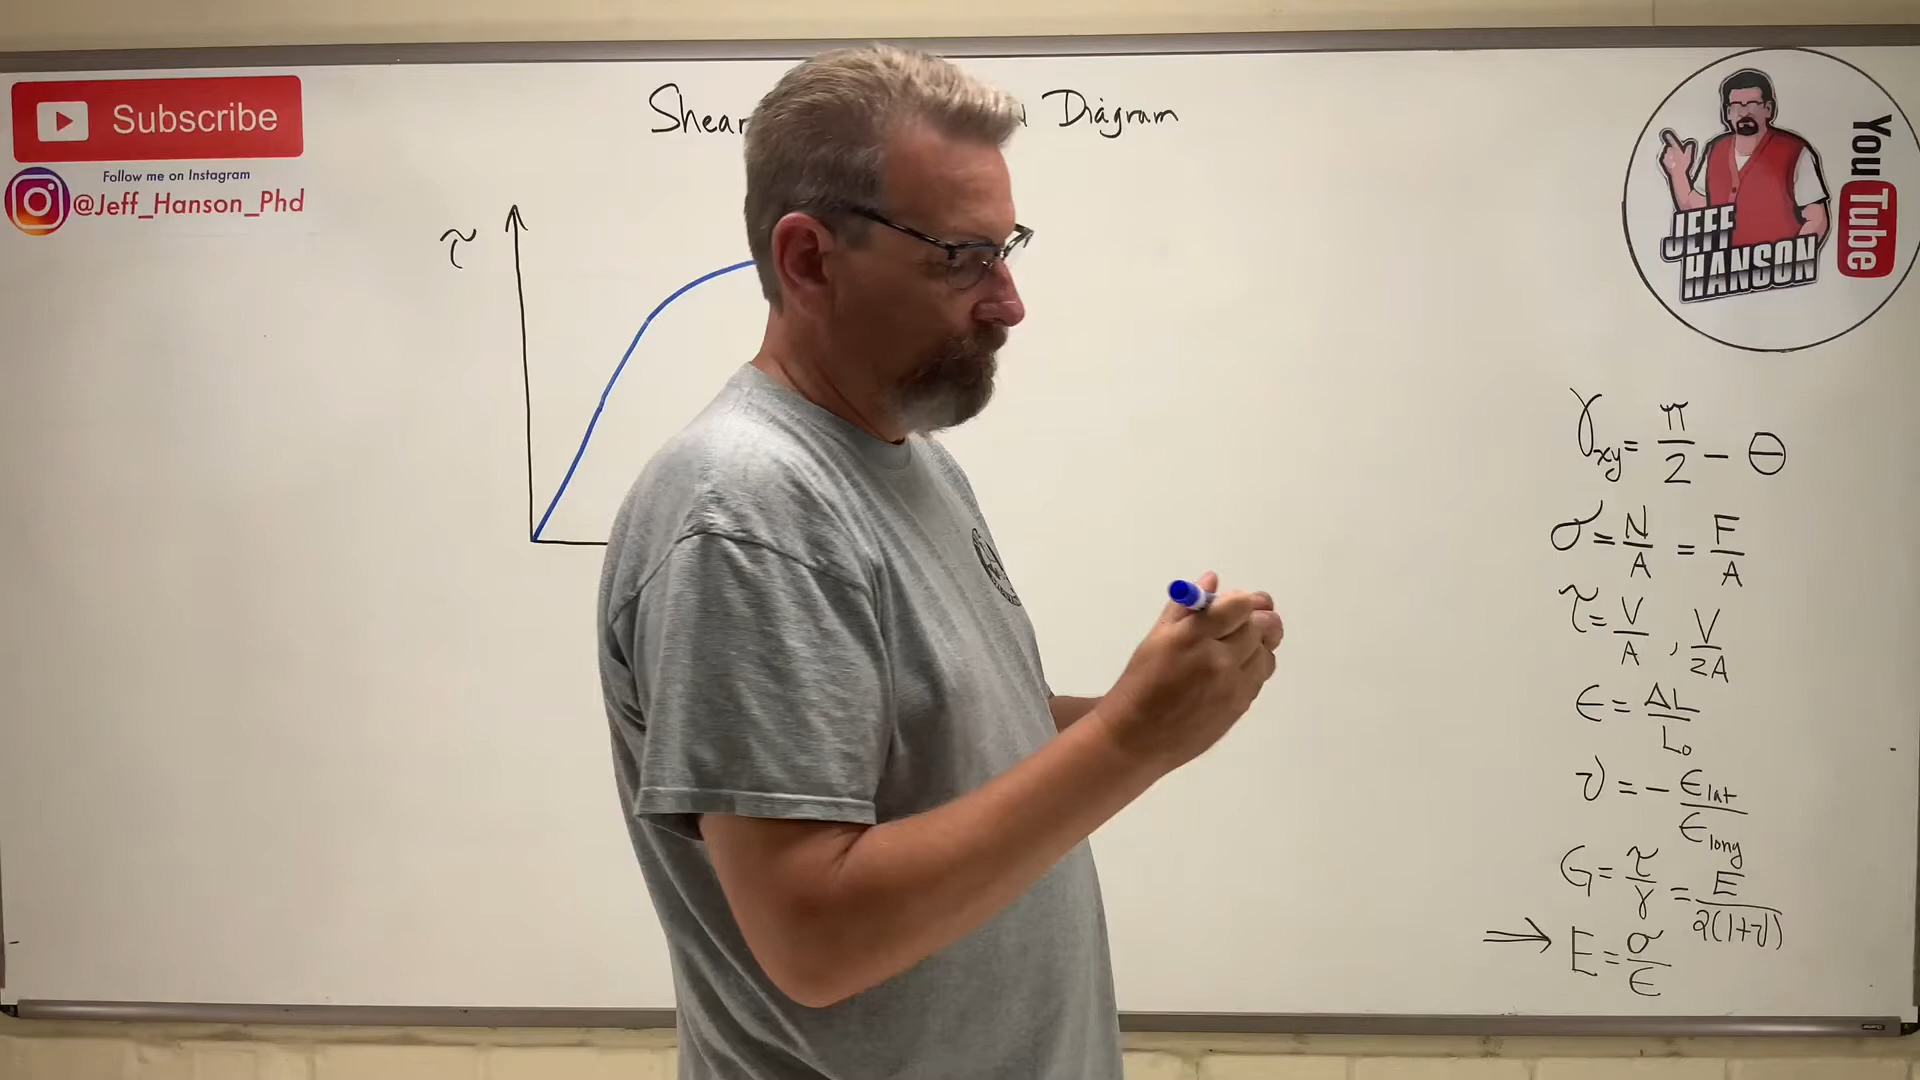 Subscribe
Follow me on Instagram
@Jeff_Hanson_Phd
Shear Diagram
τ
JEFF
HANSON
YouTube
γxy = π/2 - θ
σ = N/A = F/A
τ = V/A , V/2A
ϵ = ΔL/L₀
ν = - ϵlat/ϵlong
G = τ/γ = E/2(1+ν)
⇒ E = σ/ϵ